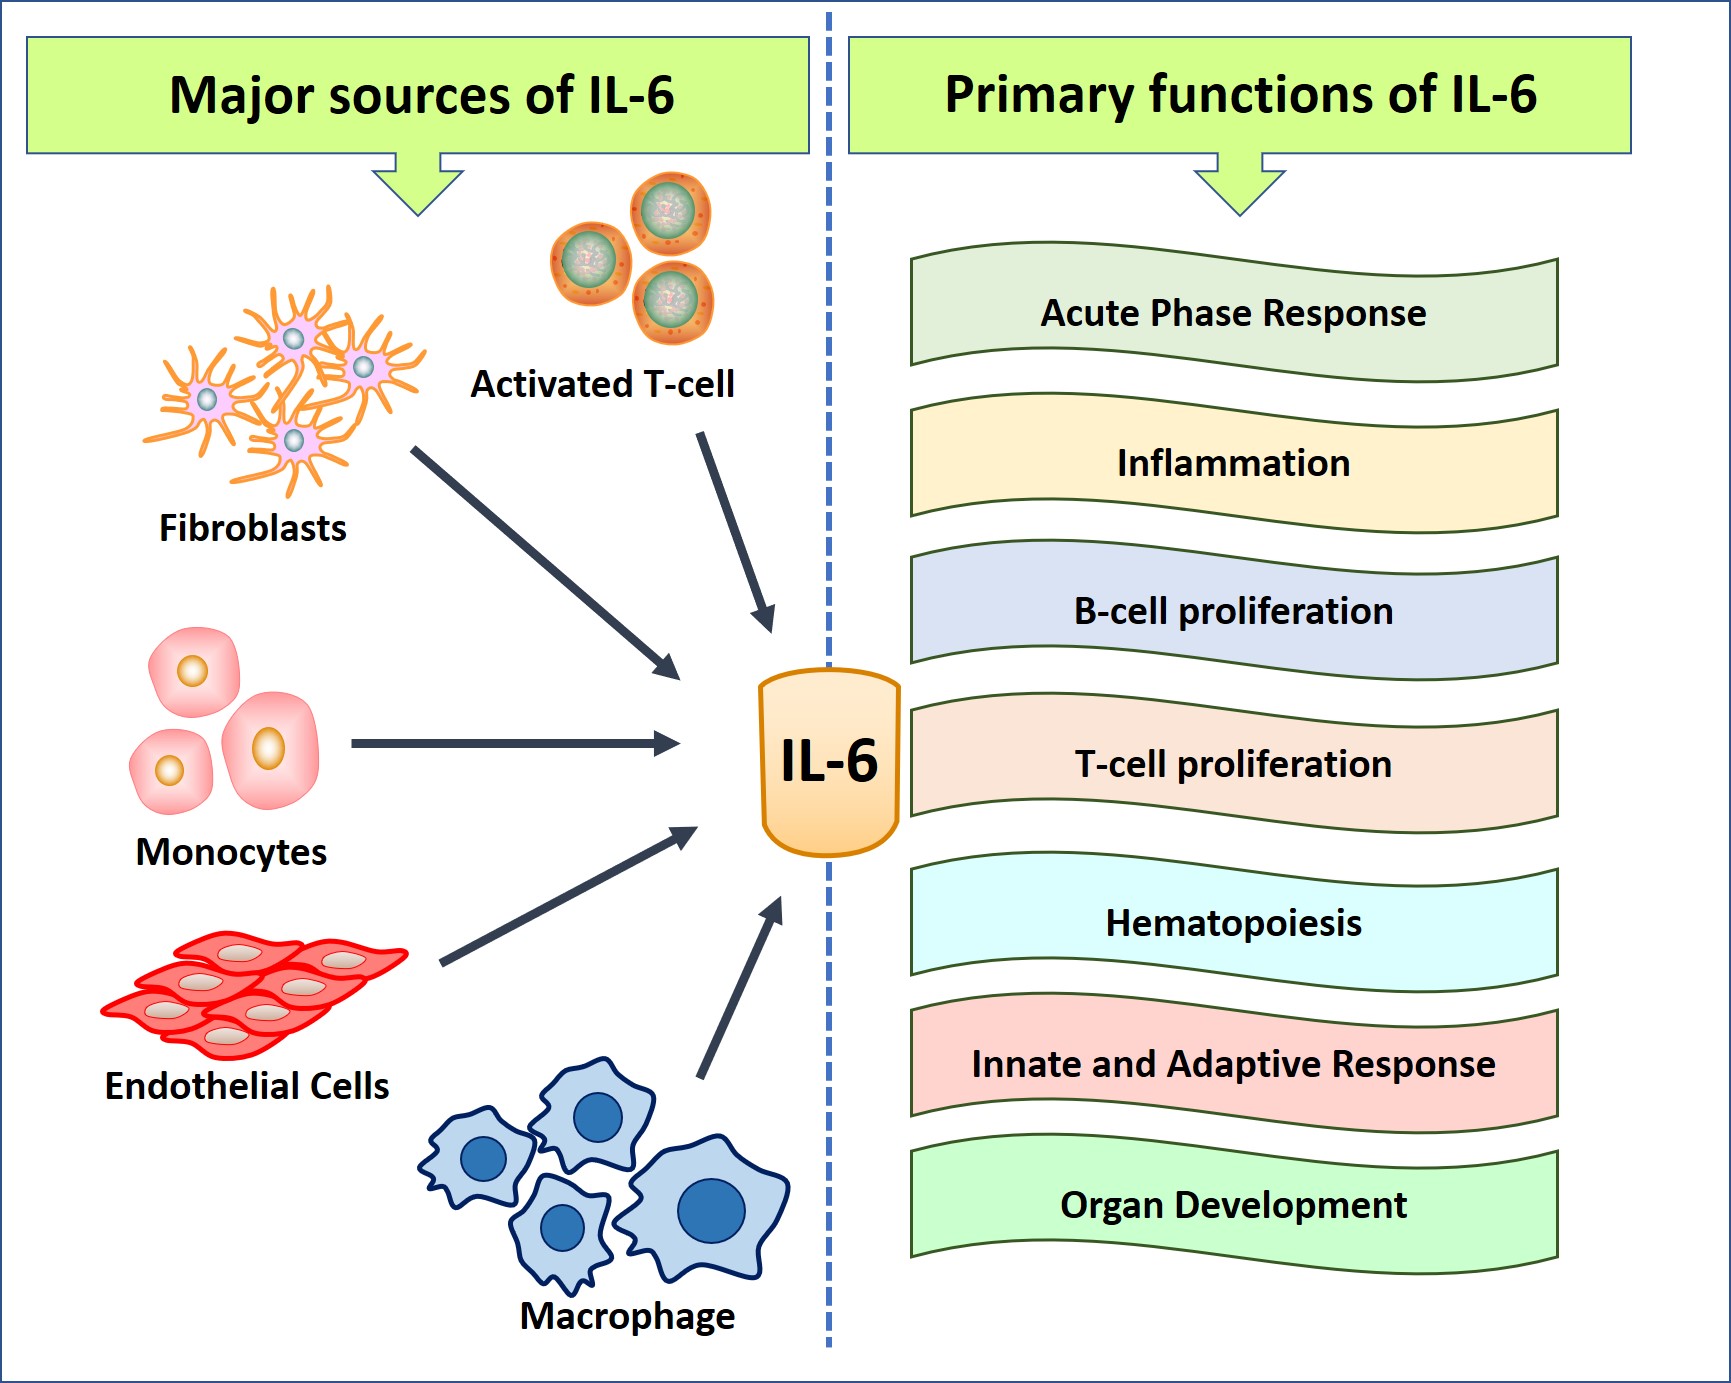 Major sources of IL-6
Primary functions of IL-6
Activated T-cell
Fibroblasts
Monocytes
Endothelial Cells
Macrophage
IL-6
Acute Phase Response
Inflammation
B-cell proliferation
T-cell proliferation
Hematopoiesis
Innate and Adaptive Response
Organ Development